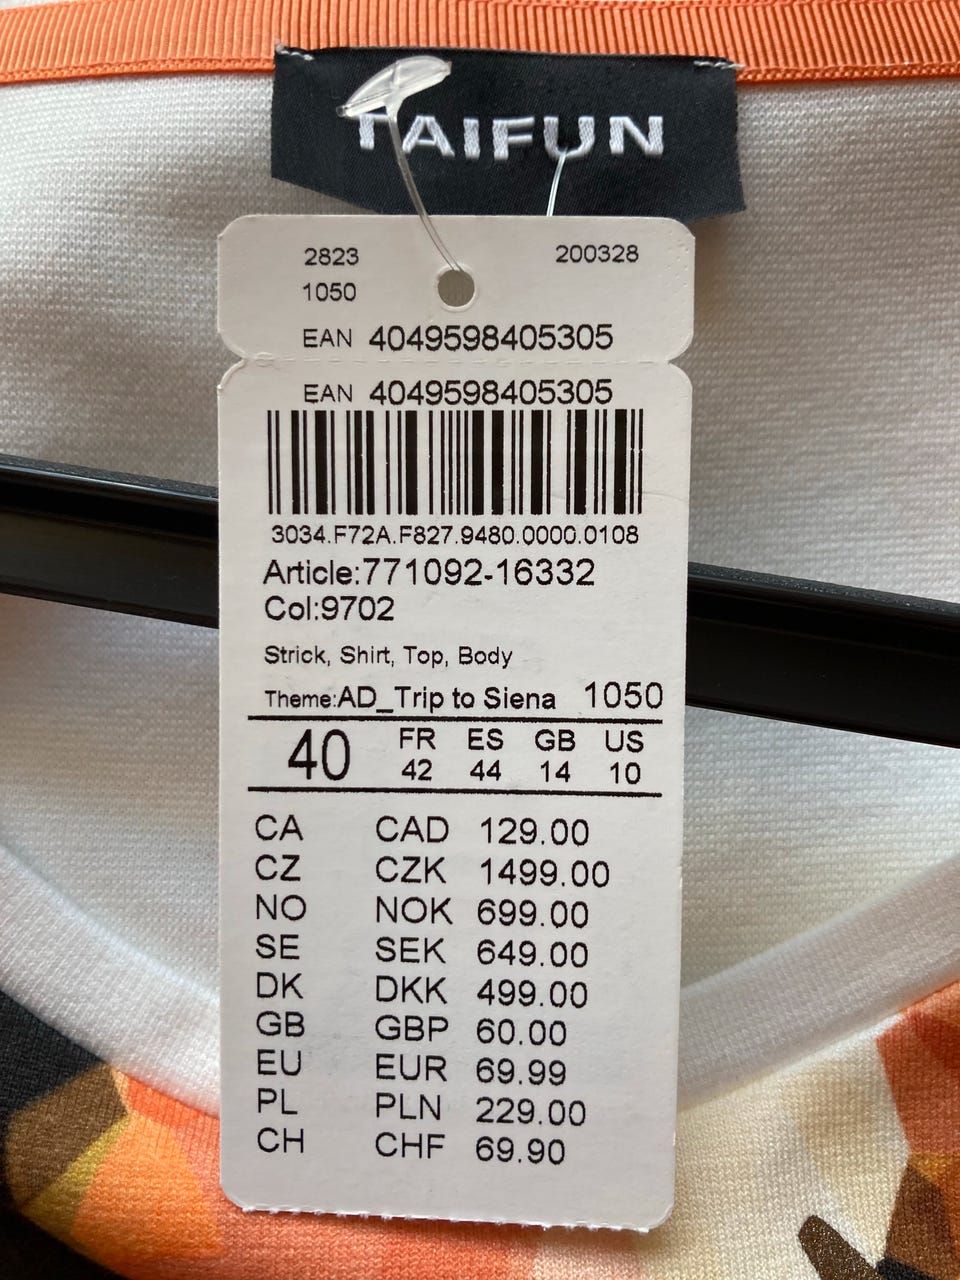 TAIFUN
2823 200328
1050
EAN 4049598405305
EAN 4049598405305
3034.F72A.F827.9480.0000.0108
Article:771092-16332
Col:9702
Strick, Shirt, Top, Body
Theme:AD_Trip to Siena 1050
40 FR ES GB US
42 44 14 10
CA CAD 129.00
CZ CZK 1499.00
NO NOK 699.00
SE SEK 649.00
DK DKK 499.00
GB GBP 60.00
EU EUR 69.99
PL PLN 229.00
CH CHF 69.90